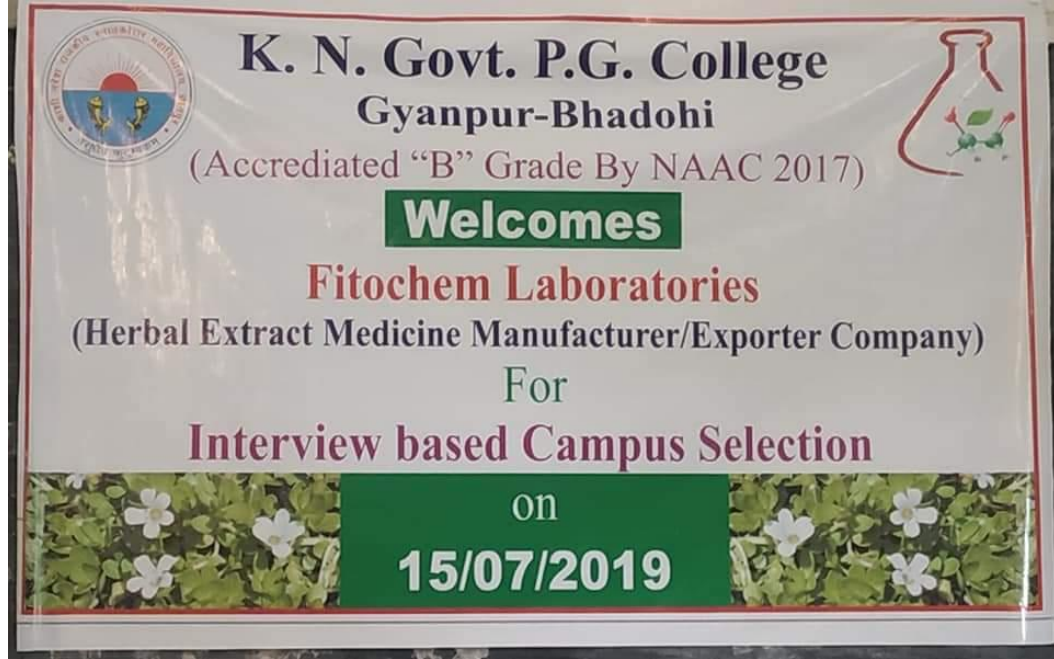 K. N. Govt. P.G. College
Gyanpur-Bhadohi
(Accrediated “B” Grade By NAAC 2017)
Welcomes
Fitochem Laboratories
(Herbal Extract Medicine Manufacturer/Exporter Company)
For
Interview based Campus Selection
on
15/07/2019